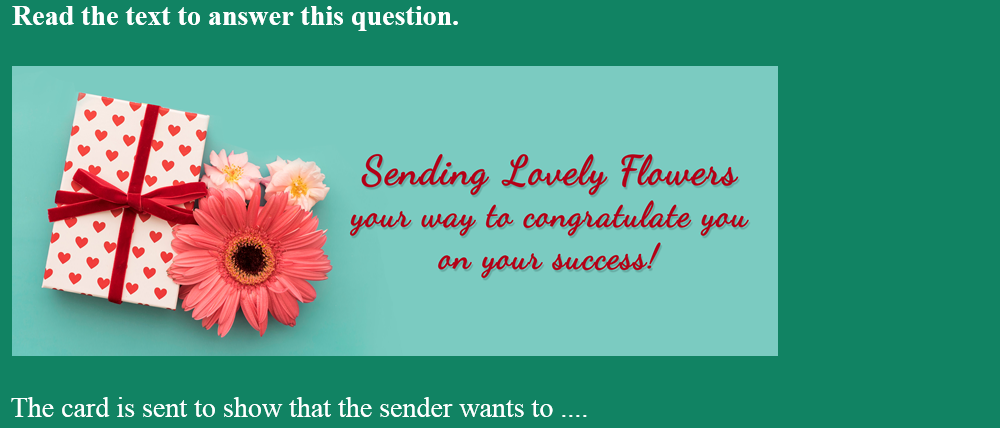 Read the text to answer this question.
Sending Lovely Flowers
your way to congratulate you
on your success!
The card is sent to show that the sender wants to ....